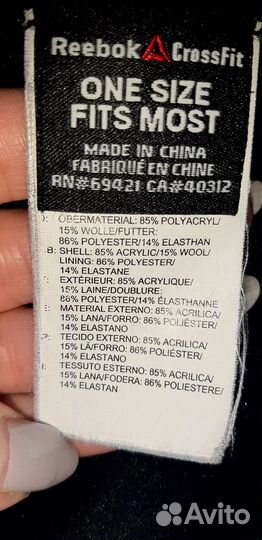 Reebok CrossFit
ONE SIZE
FITS MOST
MADE IN CHINA
FABRIQUÉ EN CHINE
RN#69421 CA#40312
: OBERMATERIAL: 85% POLYACRYL/
15% WOLLE/FUTTER:
86% POLYESTER/14% ELASTHAN
B: SHELL: 85% ACRYLIC/15% WOOL/
LINING: 86% POLYESTER/
14% ELASTANE
: EXTÉRIEUR: 85% ACRYLIQUE/
15% LAINE/DOUBLURE:
86% POLYESTER/14% ÉLASTHANNE
: MATERIAL EXTERNO: 85% ACRÍLICA/
15% LANA/FORRO: 86% POLIÉSTER/
14% ELASTANO
: TECIDO EXTERNO: 85% ACRÍLICA/
15% LÃ/FORRO: 86% POLIÉSTER/
14% ELASTANO
: TESSUTO ESTERNO: 85% ACRILICA/
15% LANA/FODERA: 86% POLIESTERE/
14% ELASTAN
Avito